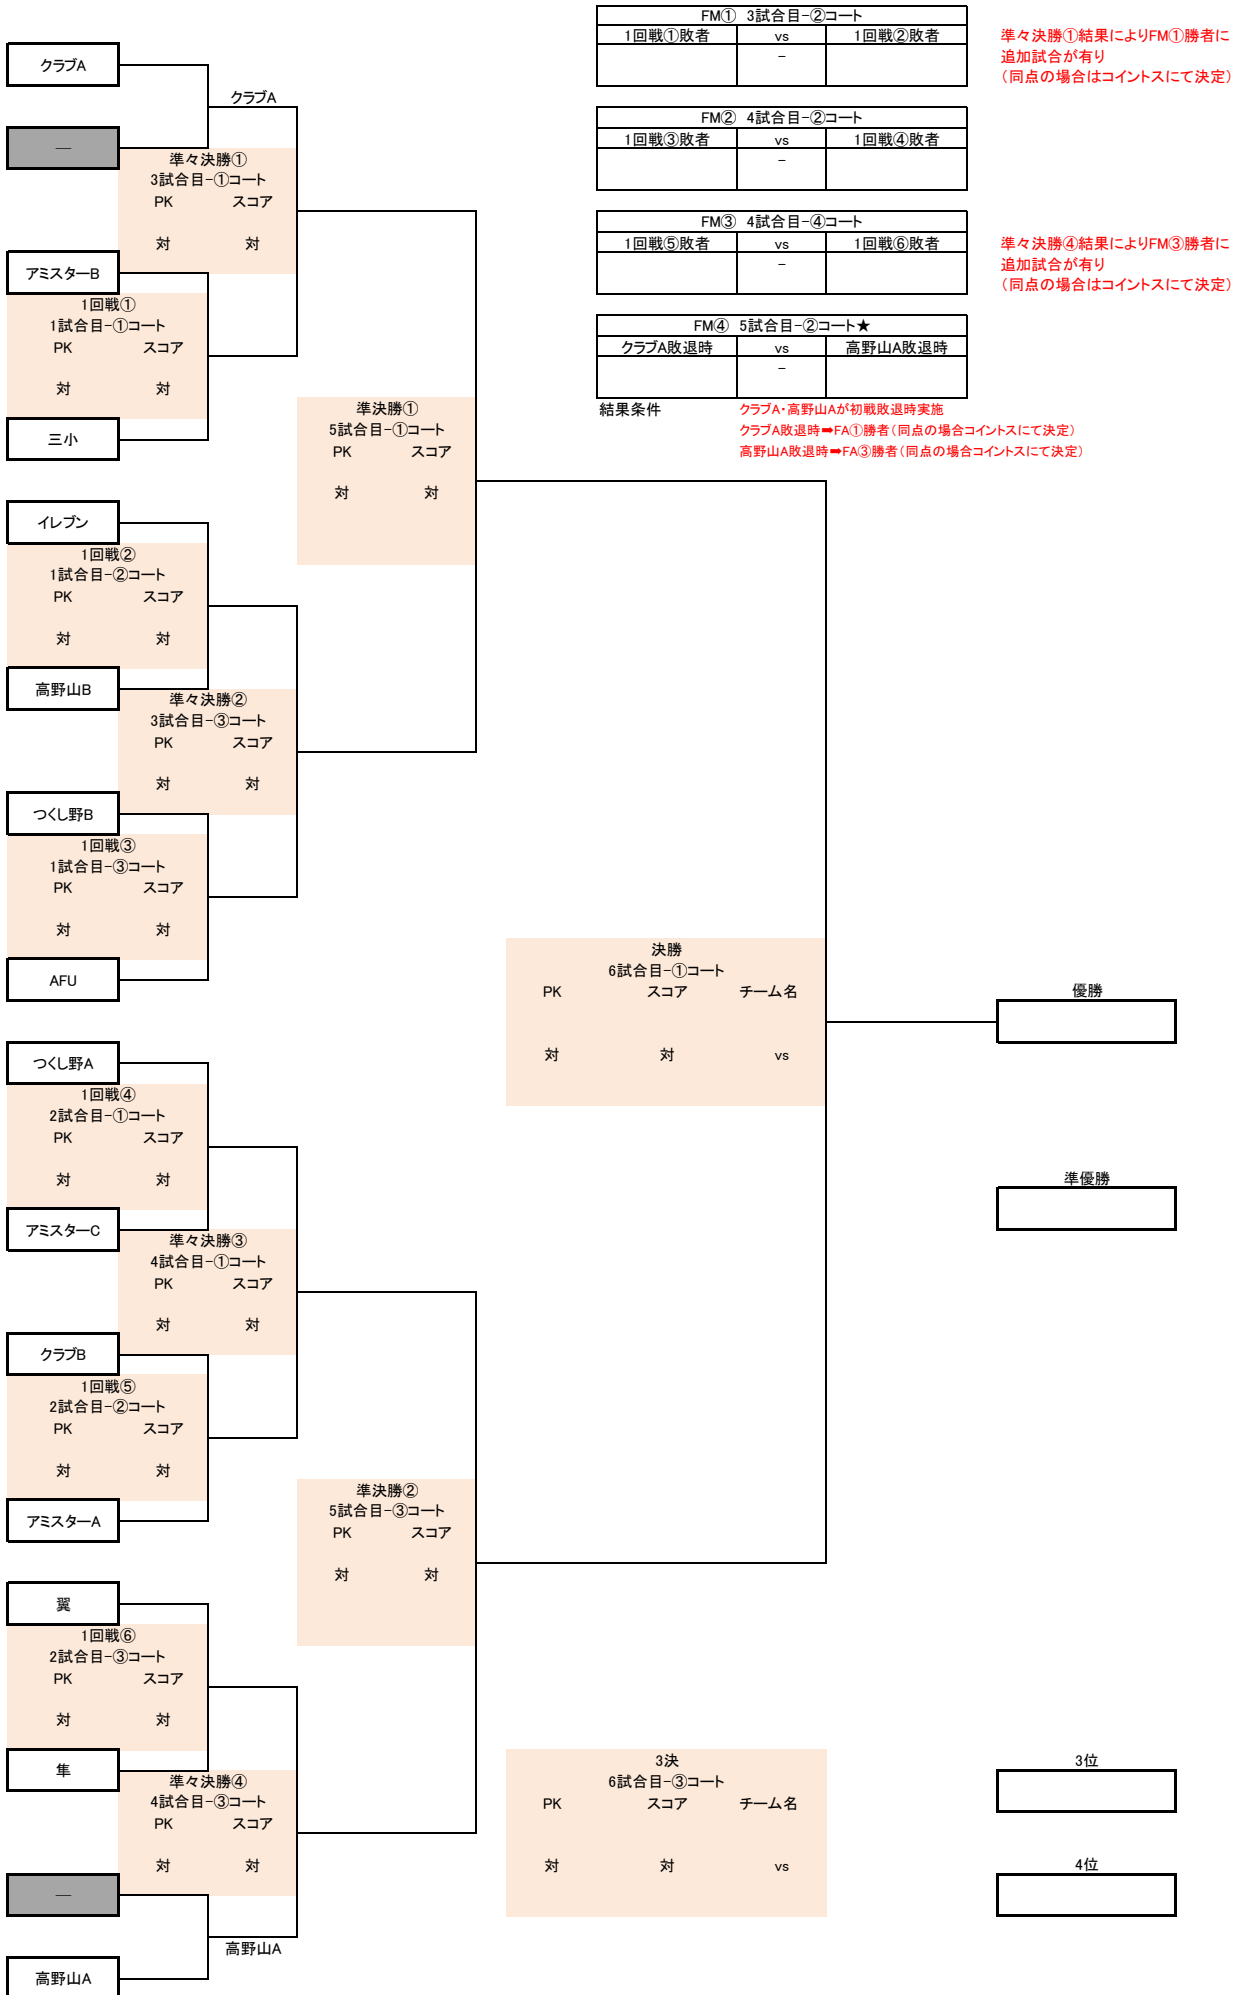 FM① 3試合目-②コート
1回戦①敗者 vs 1回戦②敗者
-
準々決勝①結果によりFM①勝者に
追加試合が有り
（同点の場合はコイントスにて決定）
FM② 4試合目-②コート
1回戦③敗者 vs 1回戦④敗者
-
FM③ 4試合目-④コート
1回戦⑤敗者 vs 1回戦⑥敗者
-
準々決勝④結果によりFM③勝者に
追加試合が有り
（同点の場合はコイントスにて決定）
FM④ 5試合目-②コート★
クラブA敗退時 vs 高野山A敗退時
-
結果条件 クラブA・高野山Aが初戦敗退時実施
クラブA敗退時➡FA①勝者（同点の場合コイントスにて決定）
高野山A敗退時➡FA③勝者（同点の場合コイントスにて決定）
クラブA
クラブA
—
準々決勝①
3試合目-①コート
PK スコア
対 対
アミスターB
1回戦①
1試合目-①コート
PK スコア
対 対
三小
準決勝①
5試合目-①コート
PK スコア
対 対
イレブン
1回戦②
1試合目-②コート
PK スコア
対 対
高野山B
準々決勝②
3試合目-③コート
PK スコア
対 対
つくし野B
1回戦③
1試合目-③コート
PK スコア
対 対
AFU
決勝
6試合目-①コート
PK スコア チーム名
対 対 vs
優勝
つくし野A
1回戦④
2試合目-①コート
PK スコア
対 対
アミスターC
準優勝
準々決勝③
4試合目-①コート
PK スコア
対 対
クラブB
1回戦⑤
2試合目-②コート
PK スコア
対 対
アミスターA
準決勝②
5試合目-③コート
PK スコア
対 対
翼
1回戦⑥
2試合目-③コート
PK スコア
対 対
隼
準々決勝④
4試合目-③コート
PK スコア
対 対
—
高野山A
高野山A
3決
6試合目-③コート
PK スコア チーム名
対 対 vs
3位
4位